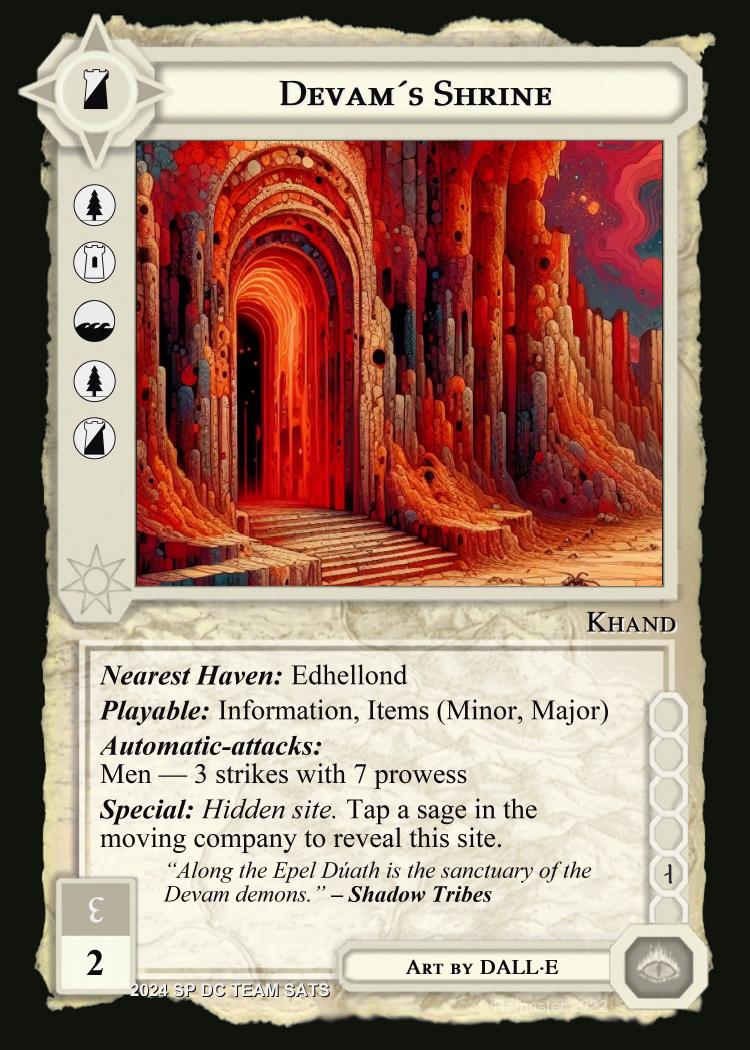 Devam´s Shrine
Khand
Nearest Haven: Edhellond
Playable: Information, Items (Minor, Major)
Automatic-attacks:
Men — 3 strikes with 7 prowess
Special: Hidden site. Tap a sage in the
moving company to reveal this site.
“Along the Epel Dúath is the sanctuary of the
Devam demons.” – Shadow Tribes
2
Art by DALL·E
2024 SP DC TEAM SATS
Remaster 2022